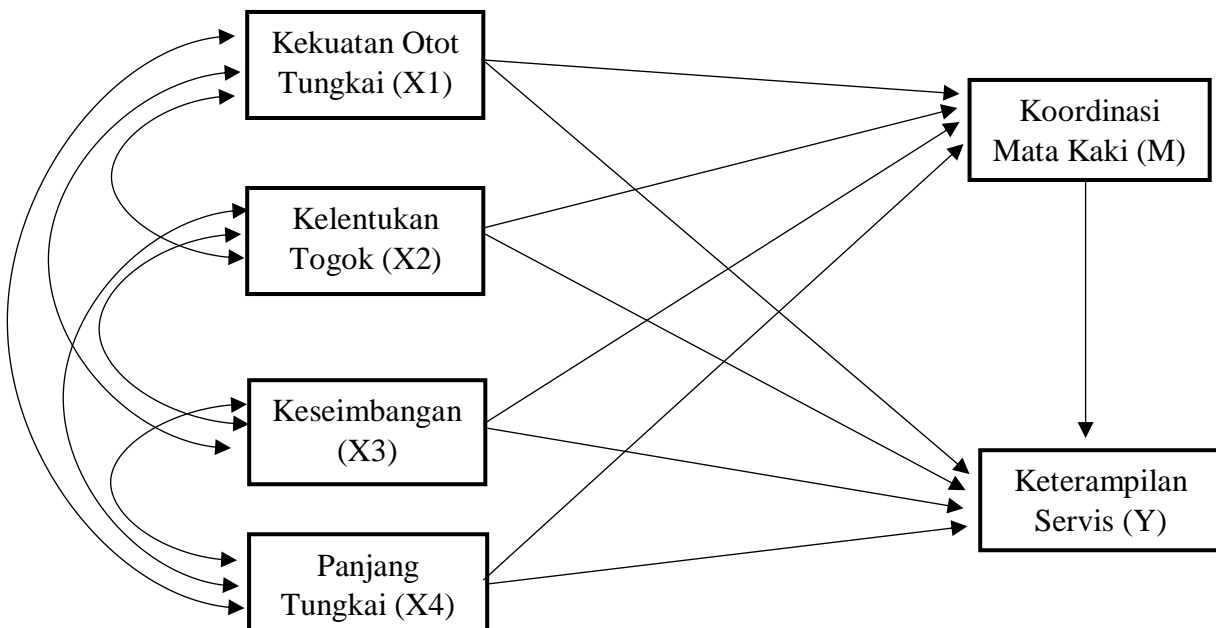 Kekuatan Otot
Tungkai (X1)
Koordinasi
Mata Kaki (M)
Kelentukan
Togok (X2)
Keseimbangan
(X3)
Keterampilan
Servis (Y)
Panjang
Tungkai (X4)